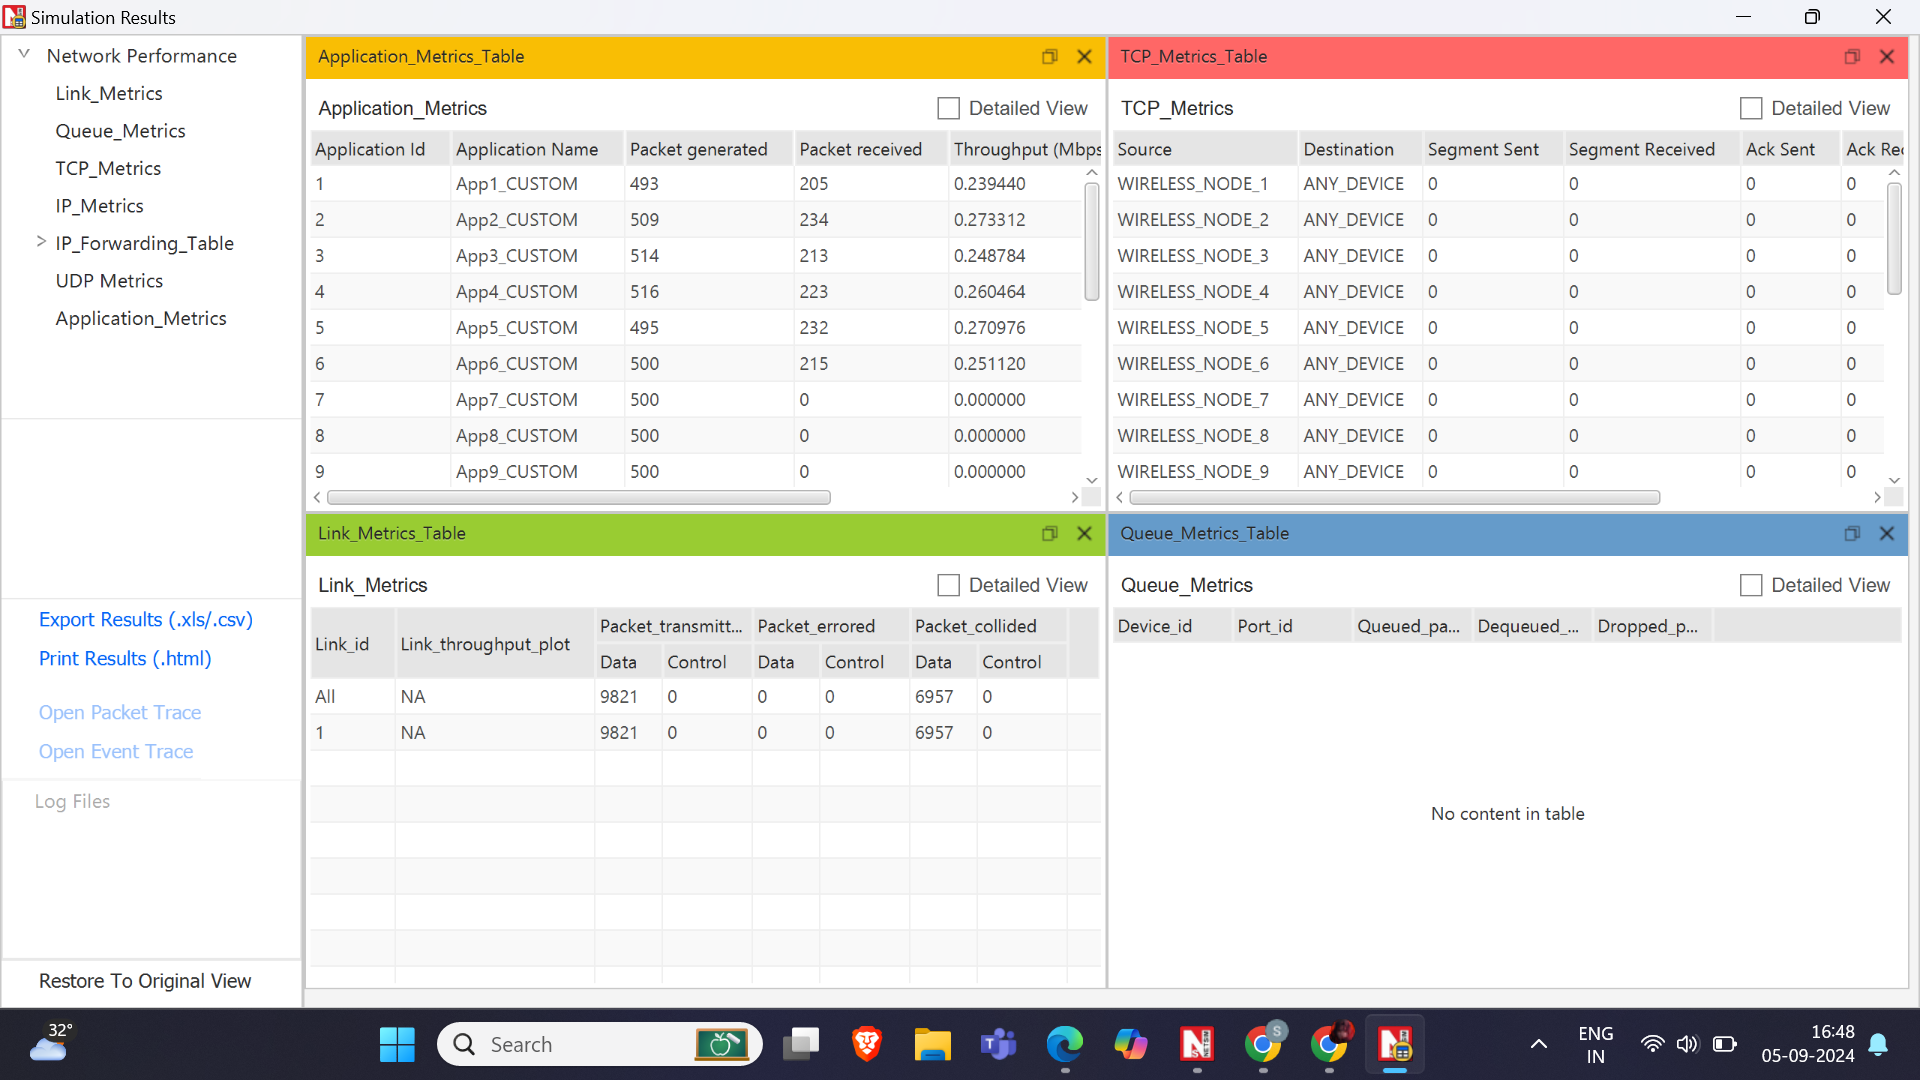 Simulation Results
Network Performance
Link_Metrics
Queue_Metrics
TCP_Metrics
IP_Metrics
IP_Forwarding_Table
UDP Metrics
Application_Metrics
Export Results (.xls/.csv)
Print Results (.html)
Open Packet Trace
Open Event Trace
Log Files
Restore To Original View
Application_Metrics_Table
Application_Metrics Detailed View
Application Id Application Name Packet generated Packet received Throughput (Mbps
1 App1_CUSTOM 493 205 0.239440
2 App2_CUSTOM 509 234 0.273312
3 App3_CUSTOM 514 213 0.248784
4 App4_CUSTOM 516 223 0.260464
5 App5_CUSTOM 495 232 0.270976
6 App6_CUSTOM 500 215 0.251120
7 App7_CUSTOM 500 0 0.000000
8 App8_CUSTOM 500 0 0.000000
9 App9_CUSTOM 500 0 0.000000
TCP_Metrics_Table
TCP_Metrics Detailed View
Source Destination Segment Sent Segment Received Ack Sent Ack Rec
WIRELESS_NODE_1 ANY_DEVICE 0 0 0 0
WIRELESS_NODE_2 ANY_DEVICE 0 0 0 0
WIRELESS_NODE_3 ANY_DEVICE 0 0 0 0
WIRELESS_NODE_4 ANY_DEVICE 0 0 0 0
WIRELESS_NODE_5 ANY_DEVICE 0 0 0 0
WIRELESS_NODE_6 ANY_DEVICE 0 0 0 0
WIRELESS_NODE_7 ANY_DEVICE 0 0 0 0
WIRELESS_NODE_8 ANY_DEVICE 0 0 0 0
WIRELESS_NODE_9 ANY_DEVICE 0 0 0 0
Link_Metrics_Table
Link_Metrics Detailed View
Link_id Link_throughput_plot Packet_transmitt... Packet_errored Packet_collided
Data Control Data Control Data Control
All NA 9821 0 0 0 6957 0
1 NA 9821 0 0 0 6957 0
Queue_Metrics_Table
Queue_Metrics Detailed View
Device_id Port_id Queued_pa... Dequeued_... Dropped_p...
No content in table
32°
Search
S
ENG
IN
16:48
05-09-2024